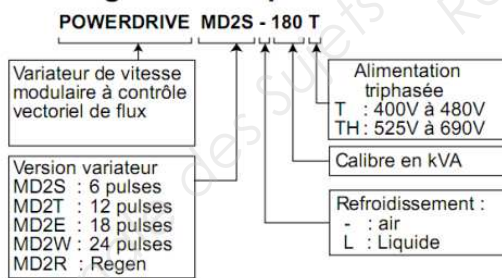 POWERDRIVE MD2S - 180 T
Variateur de vitesse
modulaire à contrôle
vectoriel de flux
Version variateur
MD2S : 6 pulses
MD2T : 12 pulses
MD2E : 18 pulses
MD2W : 24 pulses
MD2R : Regen
Alimentation
triphasée
T : 400V à 480V
TH : 525V à 690V
Calibre en kVA
Refroidissement :
- : air
L : Liquide
des Sujets